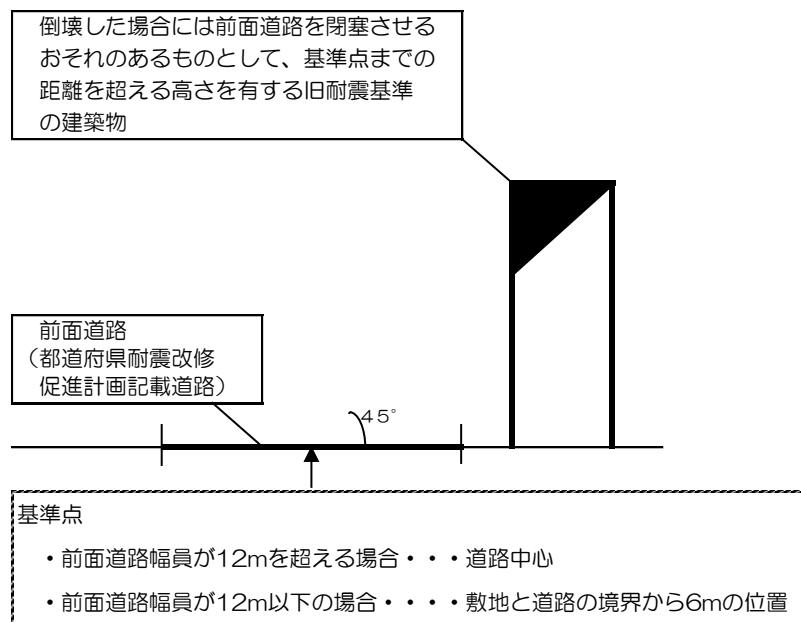 倒壊した場合には前面道路を閉塞させる
おそれのあるものとして、基準点までの
距離を超える高さを有する旧耐震基準
の建築物
前面道路
（都道府県耐震改修
促進計画記載道路）
45°
基準点
・前面道路幅員が12mを超える場合・・・道路中心
・前面道路幅員が12m以下の場合・・・・敷地と道路の境界から6mの位置